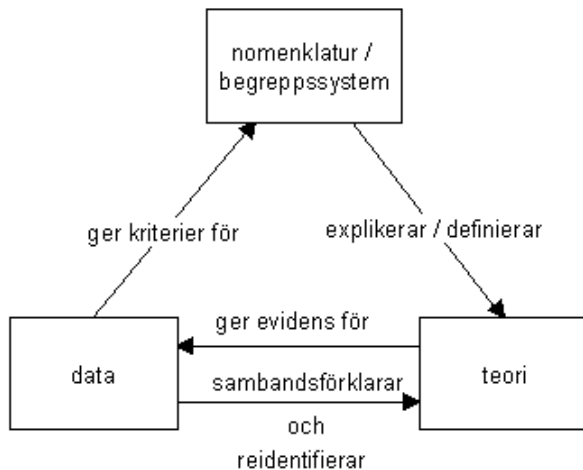 nomenklatur /
begreppssystem
ger kriterier för
explikerar / definierar
ger evidens för
data
teori
sambandsförklarar
och
reidentifierar